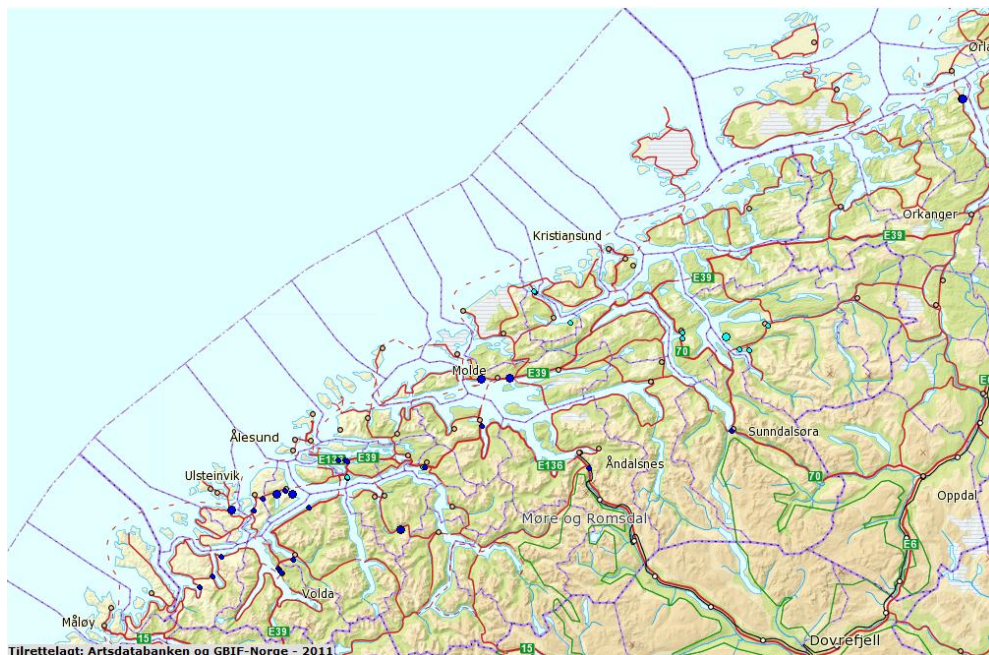 Ørla
Orkanger
Kristiansund
E39
E39
70
Molde
E39
Ålesund
E39
Sunndalsøra
Ulsteinvik
E136
Åndalsnes
70
Oppdal
Møre og Romsdal
E6
Volda
Måløy
15
E39
15
Dovrefjell
Tilrettelagt: Artsdatabanken og GBIF-Norge - 2011